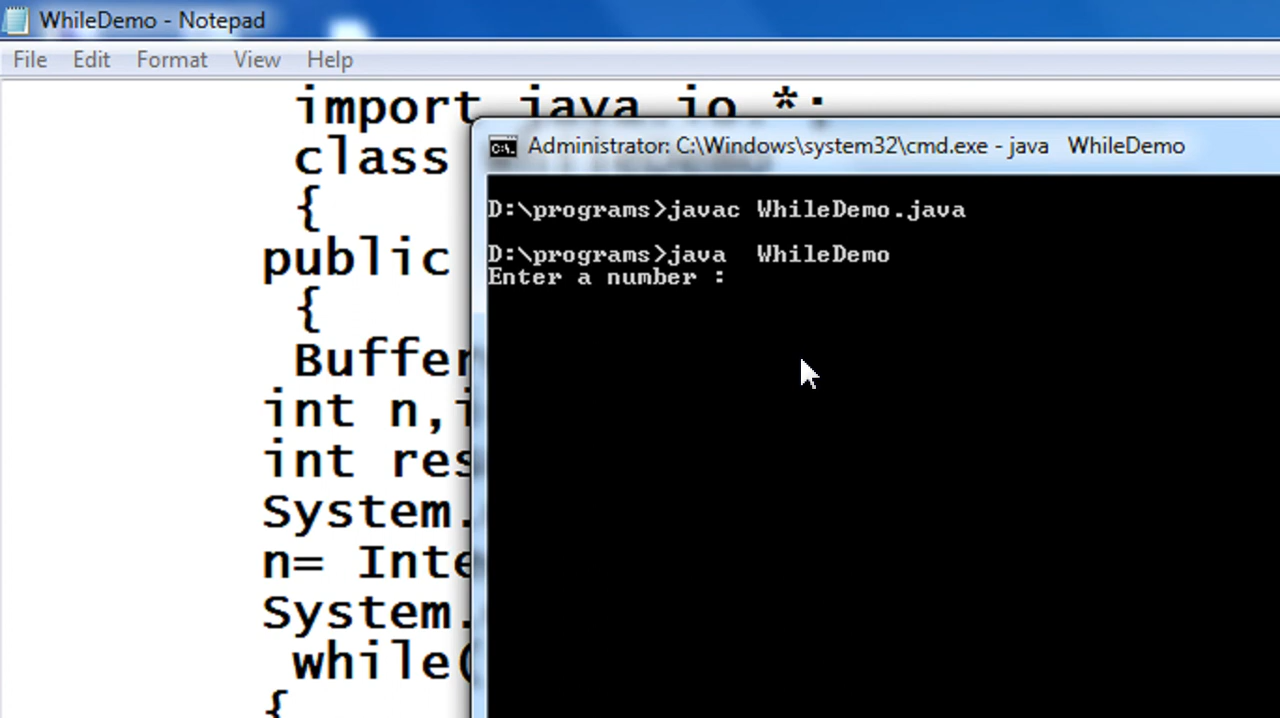 WhileDemo - Notepad
File Edit Format View Help
import java.io.*;
class
{
public
{
Buffer
int n,i
int res
System.
n= Inte
System.
while(
{
Administrator: C:\Windows\system32\cmd.exe - java WhileDemo
D:\programs>javac WhileDemo.java
D:\programs>java WhileDemo
Enter a number :